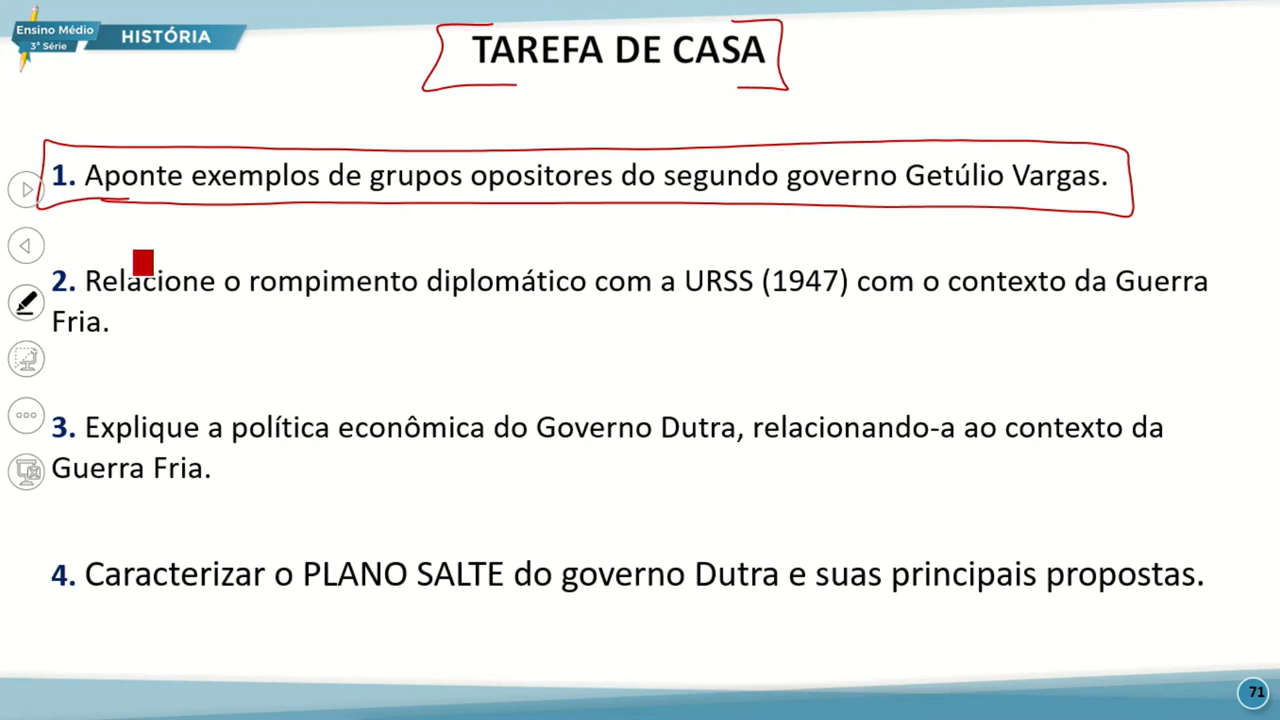 Ensino Médio
3ª Série
HISTÓRIA
TAREFA DE CASA
1. Aponte exemplos de grupos opositores do segundo governo Getúlio Vargas.
2. Relacione o rompimento diplomático com a URSS (1947) com o contexto da Guerra
Fria.
3. Explique a política econômica do Governo Dutra, relacionando-a ao contexto da
Guerra Fria.
4. Caracterizar o PLANO SALTE do governo Dutra e suas principais propostas.
71